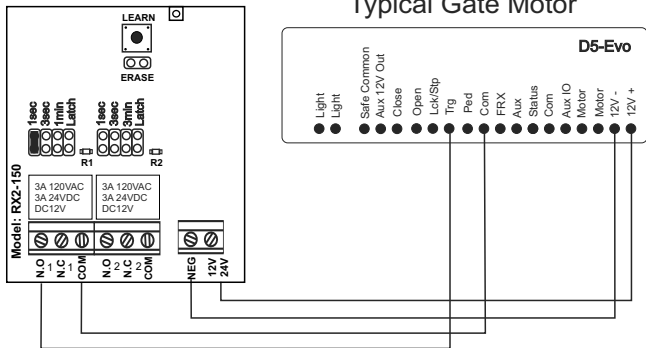 Typical Gate Motor
LEARN
ERASE
1sec
3sec
1min
Latch
1sec
3sec
3min
Latch
R1
R2
3A 120VAC
3A 24VDC
DC12V
3A 120VAC
3A 24VDC
DC12V
Model: RX2-150
N.O
N.C
COM
1
1
N.O
N.C
COM
2
2
NEG
12V
24V
D5-Evo
Light
Light
Safe Common
Aux 12V Out
Close
Open
Lck/Stp
Trg
Ped
Com
FRX
Aux
Status
Com
Aux IO
Motor
Motor
12V -
12V +